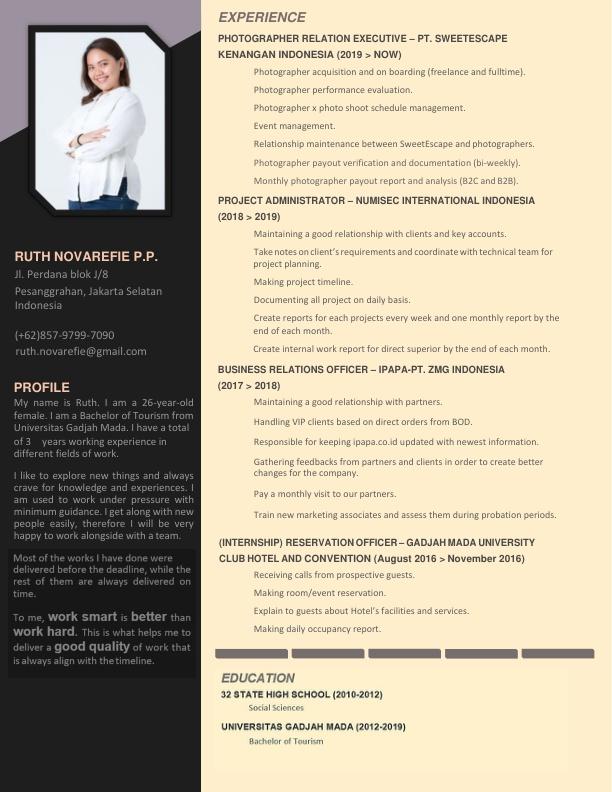 RUTH NOVAREFIE P.P.
Jl. Perdana blok J/8
Pesanggrahan, Jakarta Selatan
Indonesia
(+62)857-9799-7090
ruth.novarefie@gmail.com
PROFILE
My name is Ruth. I am a 26-year-old
female. I am a Bachelor of Tourism from
Universitas Gadjah Mada. I have a total
of 3 years working experience in
different fields of work.
I like to explore new things and always
crave for knowledge and experiences. I
am used to work under pressure with
minimum guidance. I get along with new
people easily, therefore I will be very
happy to work alongside with a team.
Most of the works I have done were
delivered before the deadline, while the
rest of them are always delivered on
time.
To me, work smart is better than
work hard. This is what helps me to
deliver a good quality of work that
is always align with the timeline.
EXPERIENCE
PHOTOGRAPHER RELATION EXECUTIVE – PT. SWEETESCAPE
KENANGAN INDONESIA (2019 > NOW)
Photographer acquisition and on boarding (freelance and fulltime).
Photographer performance evaluation.
Photographer x photo shoot schedule management.
Event management.
Relationship maintenance between SweetEscape and photographers.
Photographer payout verification and documentation (bi-weekly).
Monthly photographer payout report and analysis (B2C and B2B).
PROJECT ADMINISTRATOR – NUMISEC INTERNATIONAL INDONESIA
(2018 > 2019)
Maintaining a good relationship with clients and key accounts.
Take notes on client's requirements and coordinate with technical team for
project planning.
Making project timeline.
Documenting all project on daily basis.
Create reports for each projects every week and one monthly report by the
end of each month.
Create internal work report for direct superior by the end of each month.
BUSINESS RELATIONS OFFICER – IPAPA-PT. ZMG INDONESIA
(2017 > 2018)
Maintaining a good relationship with partners.
Handling VIP clients based on direct orders from BOD.
Responsible for keeping ipapa.co.id updated with newest information.
Gathering feedbacks from partners and clients in order to create better
changes for the company.
Pay a monthly visit to our partners.
Train new marketing associates and assess them during probation periods.
(INTERNSHIP) RESERVATION OFFICER – GADJAH MADA UNIVERSITY
CLUB HOTEL AND CONVENTION (August 2016 > November 2016)
Receiving calls from prospective guests.
Making room/event reservation.
Explain to guests about Hotel's facilities and services.
Making daily occupancy report.
EDUCATION
32 STATE HIGH SCHOOL (2010-2012)
Social Sciences
UNIVERSITAS GADJAH MADA (2012-2019)
Bachelor of Tourism